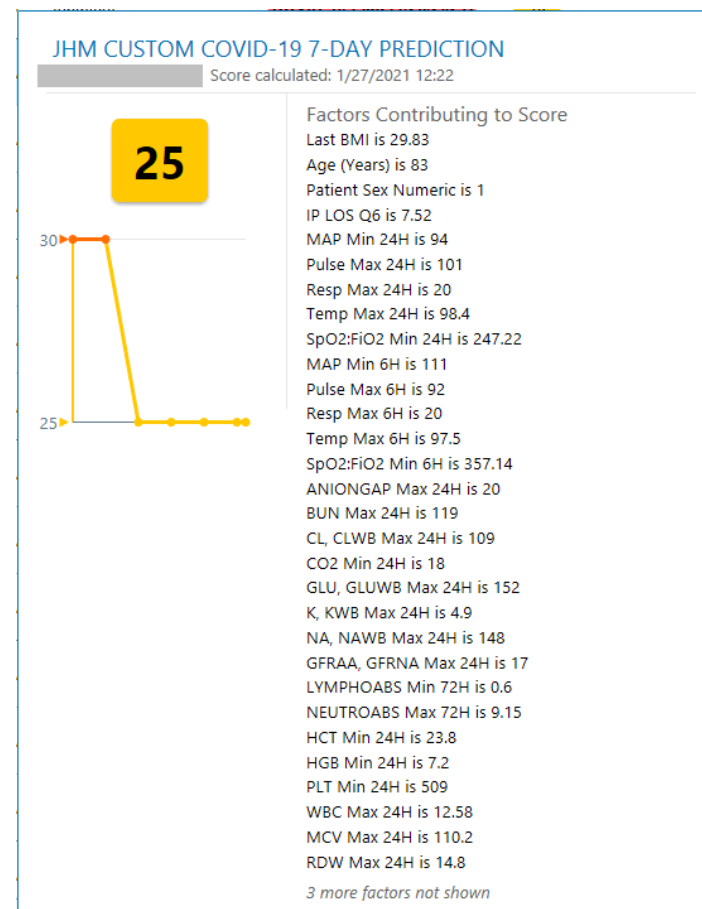 JHM CUSTOM COVID-19 7-DAY PREDICTION
Score calculated: 1/27/2021 12:22
25
30
25
Factors Contributing to Score
Last BMI is 29.83
Age (Years) is 83
Patient Sex Numeric is 1
IP LOS Q6 is 7.52
MAP Min 24H is 94
Pulse Max 24H is 101
Resp Max 24H is 20
Temp Max 24H is 98.4
SpO2:FiO2 Min 24H is 247.22
MAP Min 6H is 111
Pulse Max 6H is 92
Resp Max 6H is 20
Temp Max 6H is 97.5
SpO2:FiO2 Min 6H is 357.14
ANIONGAP Max 24H is 20
BUN Max 24H is 119
CL, CLWB Max 24H is 109
CO2 Min 24H is 18
GLU, GLUWB Max 24H is 152
K, KWB Max 24H is 4.9
NA, NAWB Max 24H is 148
GFRAA, GFRNA Max 24H is 17
LYMPHOABS Min 72H is 0.6
NEUTROABS Max 72H is 9.15
HCT Min 24H is 23.8
HGB Min 24H is 7.2
PLT Min 24H is 509
WBC Max 24H is 12.58
MCV Max 24H is 110.2
RDW Max 24H is 14.8
3 more factors not shown